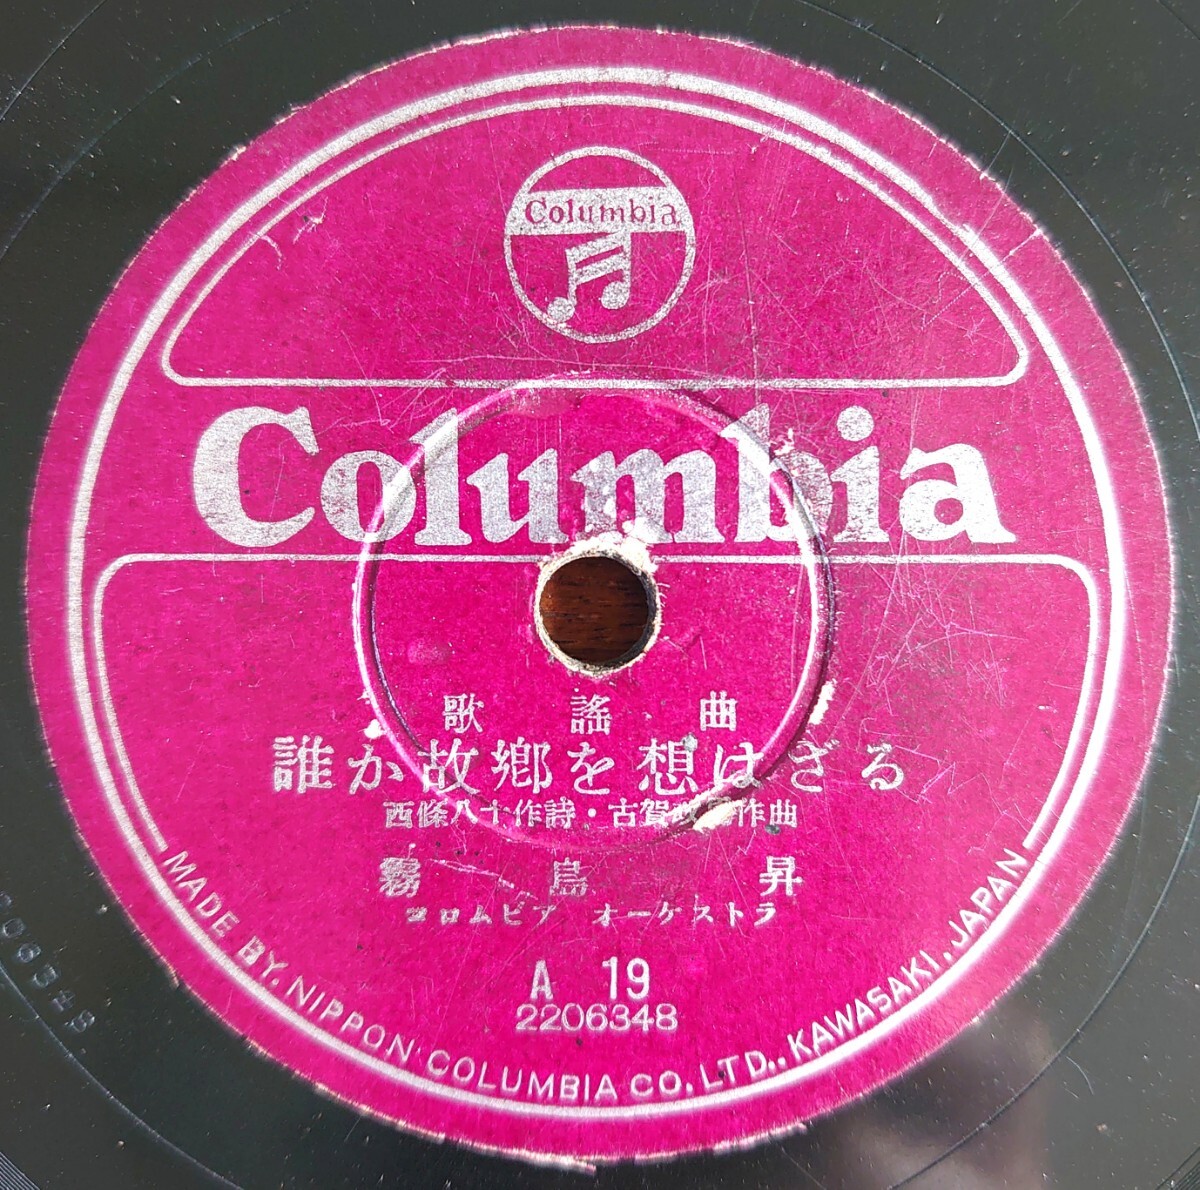 Columbia
Columbia
歌謡曲
誰か故郷を想はざる
西條八十作詩・古賀政男作曲
霧島昇
コロムビア オーケストラ
A 19
2206348
MADE BY, NIPPON COLUMBIA CO. LTD., KAWASAKI, JAPAN